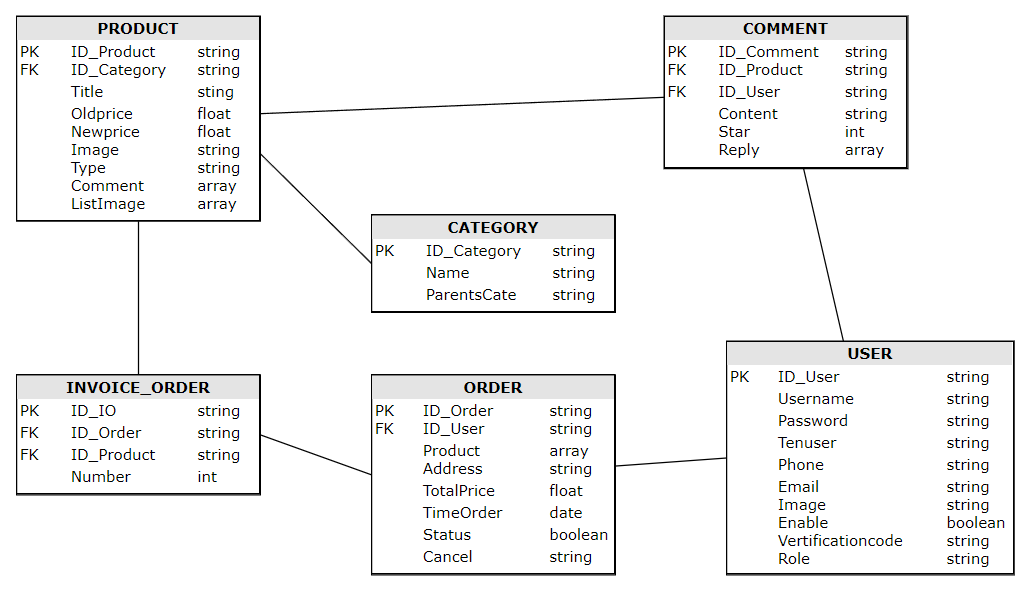 PRODUCT
PK ID_Product string
FK ID_Category string
Title sting
Oldprice float
Newprice float
Image string
Type string
Comment array
ListImage array
COMMENT
PK ID_Comment string
FK ID_Product string
FK ID_User string
Content string
Star int
Reply array
CATEGORY
PK ID_Category string
Name string
ParentsCate string
INVOICE_ORDER
PK ID_IO string
FK ID_Order string
FK ID_Product string
Number int
ORDER
PK ID_Order string
FK ID_User string
Product array
Address string
TotalPrice float
TimeOrder date
Status boolean
Cancel string
USER
PK ID_User string
Username string
Password string
Tenuser string
Phone string
Email string
Image string
Enable boolean
Vertificationcode string
Role string